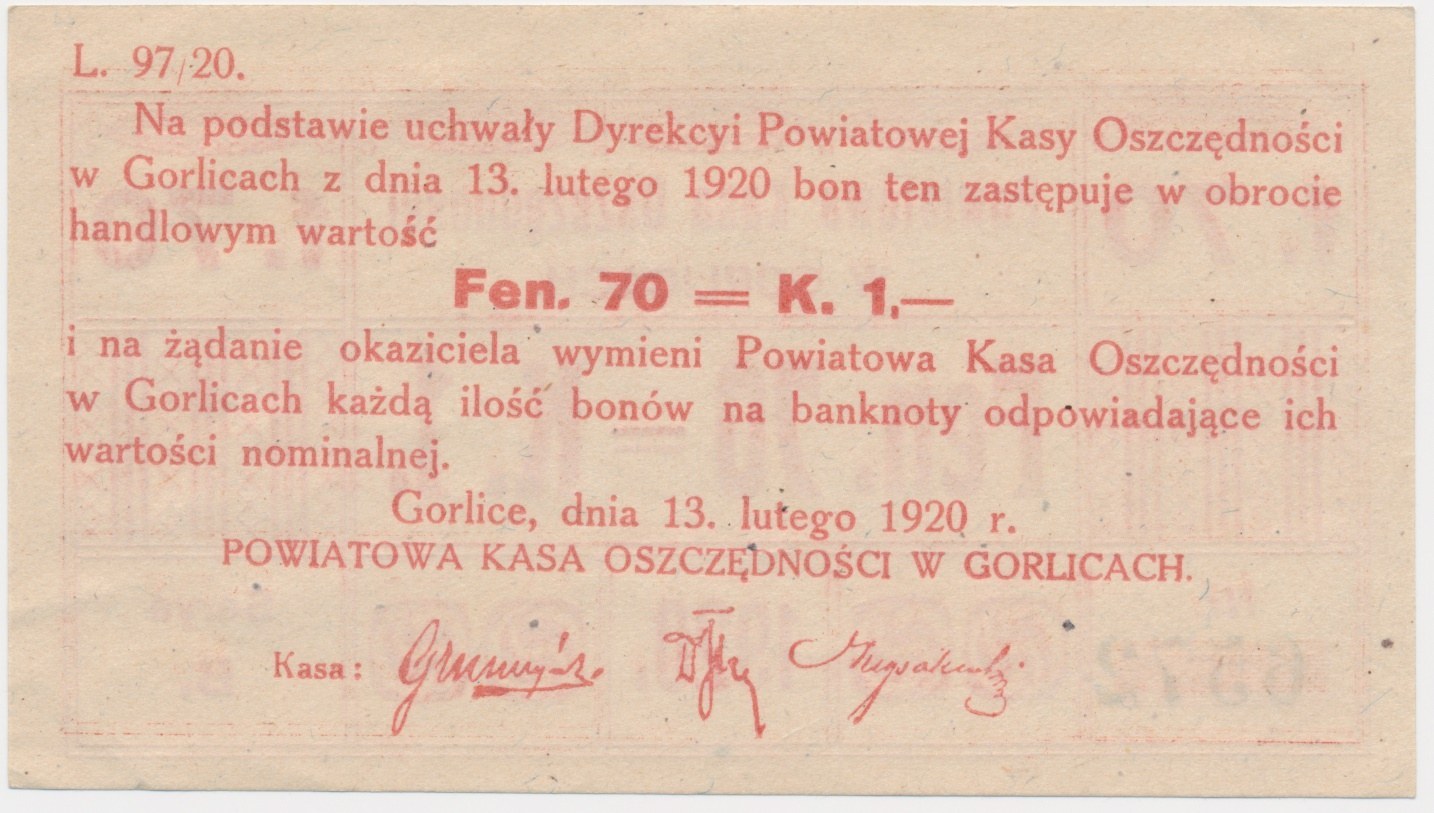 L. 97/20.
Na podstawie uchwały Dyrekcyi Powiatowej Kasy Oszczędności
w Gorlicach z dnia 13. lutego 1920 bon ten zastępuje w obrocie
handlowym wartość
Fen. 70 = K. 1.—
i na żądanie okaziciela wymieni Powiatowa Kasa Oszczędności
w Gorlicach każdą ilość bonów na banknoty odpowiadające ich
wartości nominalnej.
Gorlice, dnia 13. lutego 1920 r.
POWIATOWA KASA OSZCZĘDNOŚCI W GORLICACH.
Kasa: